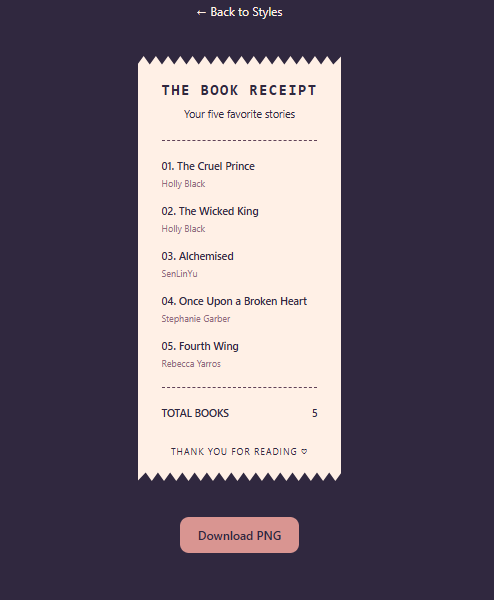 ← Back to Styles
THE BOOK RECEIPT
Your five favorite stories
01. The Cruel Prince
Holly Black
02. The Wicked King
Holly Black
03. Alchemised
SenLinYu
04. Once Upon a Broken Heart
Stephanie Garber
05. Fourth Wing
Rebecca Yarros
TOTAL BOOKS 5
THANK YOU FOR READING ♡
Download PNG